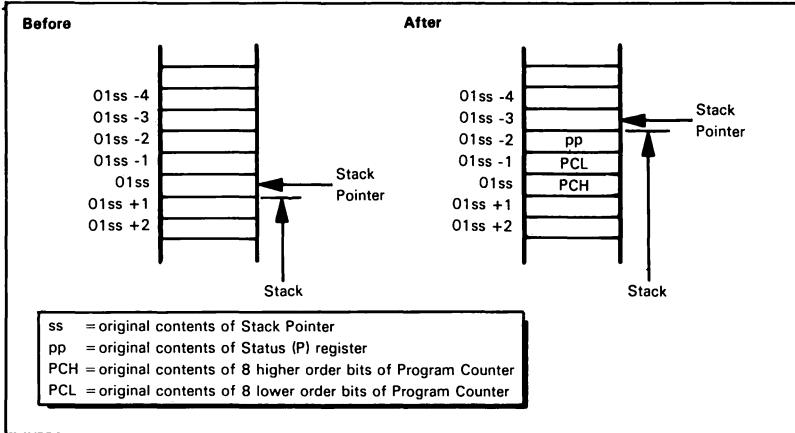 Before
After
01ss -4
01ss -3
01ss -2
01ss -1
01ss
01ss +1
01ss +2
Stack
Pointer
Stack
01ss -4
01ss -3
01ss -2
01ss -1
01ss
01ss +1
01ss +2
pp
PCL
PCH
Stack
Pointer
Stack
ss = original contents of Stack Pointer
pp = original contents of Status (P) register
PCH = original contents of 8 higher order bits of Program Counter
PCL = original contents of 8 lower order bits of Program Counter